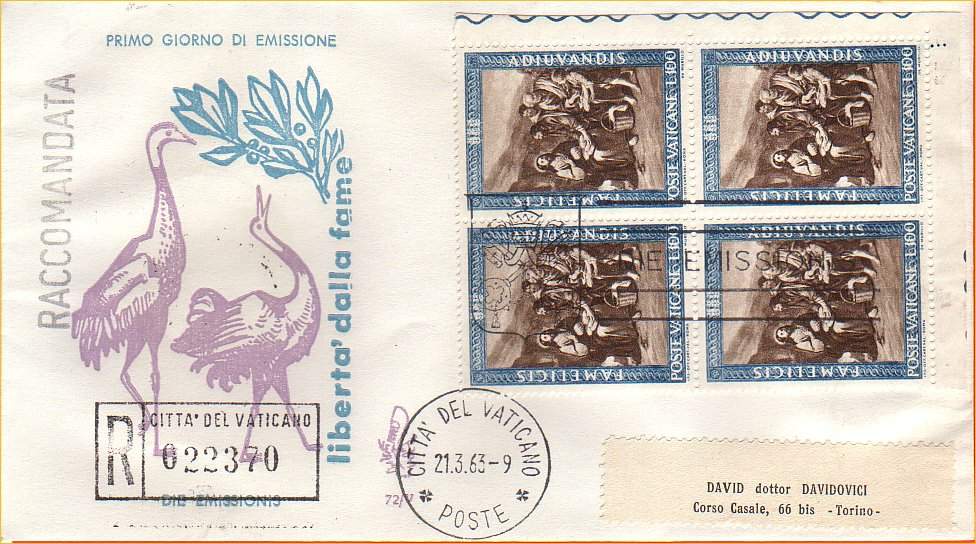 PRIMO GIORNO DI EMISSIONE
RACCOMANDATA
liberta' dalla fame
R
CITTA' DEL VATICANO
022370
DIE EMISSIONIS
72/
CITTA' DEL VATICANO
21.3.63-9
POSTE
ADIUVANDIS
POSTE VATICANE L.100
FAMELICIS
ADIUVANDIS
POSTE VATICANE L.100
FAMELICIS
ADIUVANDIS
POSTE VATICANE L.100
FAMELICIS
ADIUVANDIS
POSTE VATICANE L.100
FAMELICIS
DIE EMISSION
DAVID dottor DAVIDOVICI
Corso Casale, 66 bis -Torino-